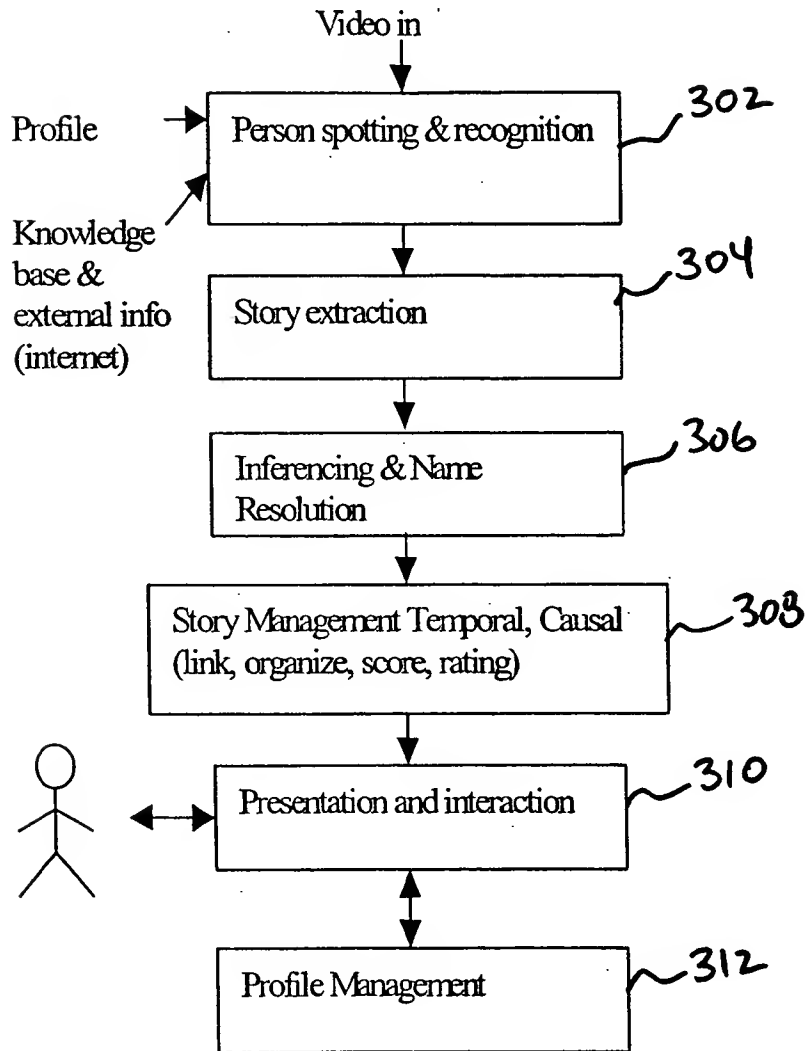 Video in
Profile
Person spotting & recognition
302
Knowledge
base &
external info
(internet)
Story extraction
304
Inferencing & Name
Resolution
306
Story Management Temporal, Causal
(link, organize, score, rating)
308
Presentation and interaction
310
Profile Management
312